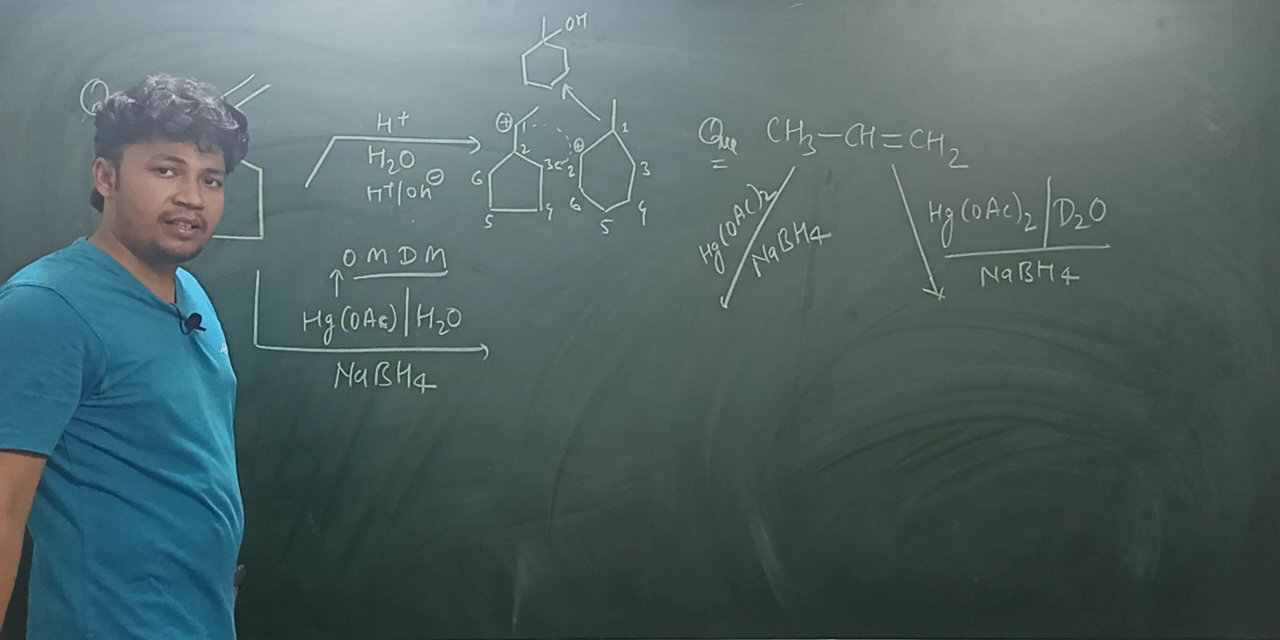 Q
H⁺
H₂O
H⁺/OH⊖
O M D M
Hg(OAc)|H₂O
NaBH4
OH
⊕
1
2
3
4
5
6
⊕
1
2
3
4
5
6
Que CH₃-CH=CH₂
Hg(OAc)₂
NaBH4
Hg(OAc)₂|D₂O
NaBH4